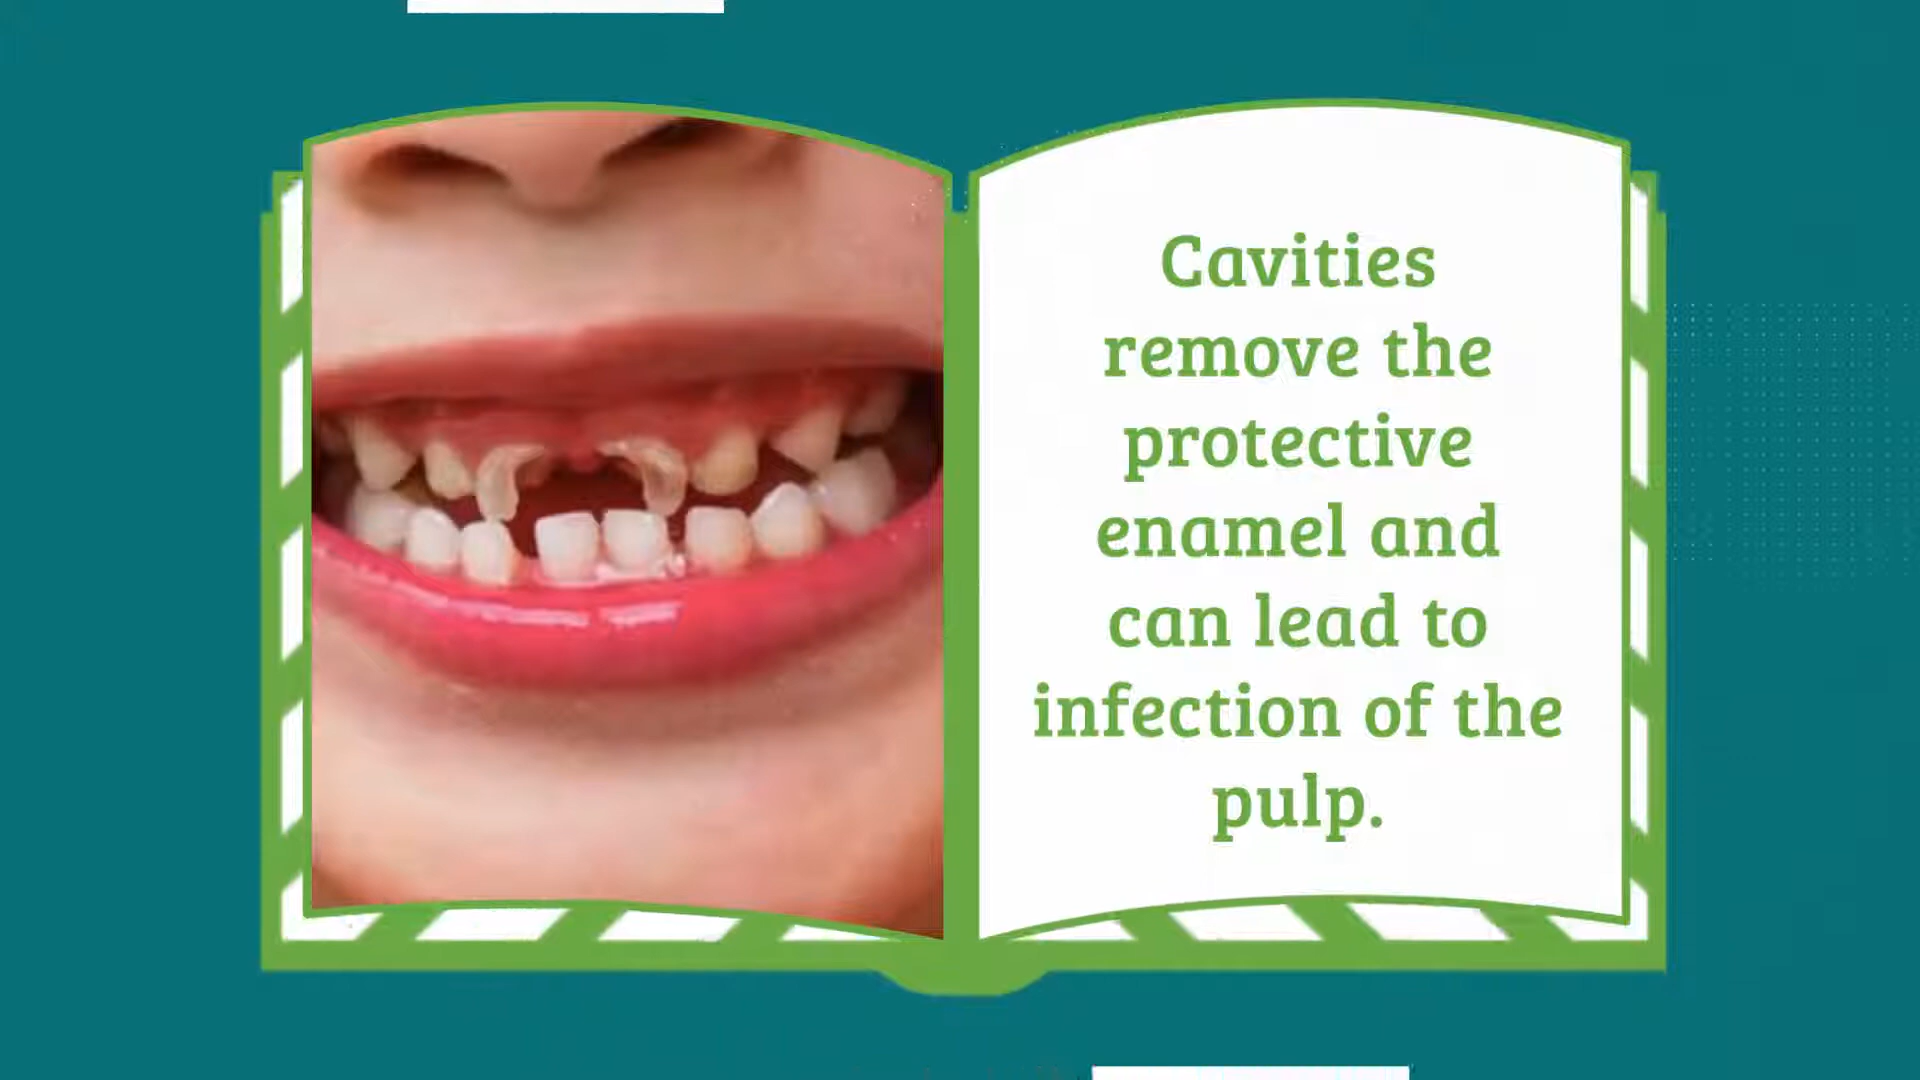 Cavities
remove the
protective
enamel and
can lead to
infection of the
pulp.